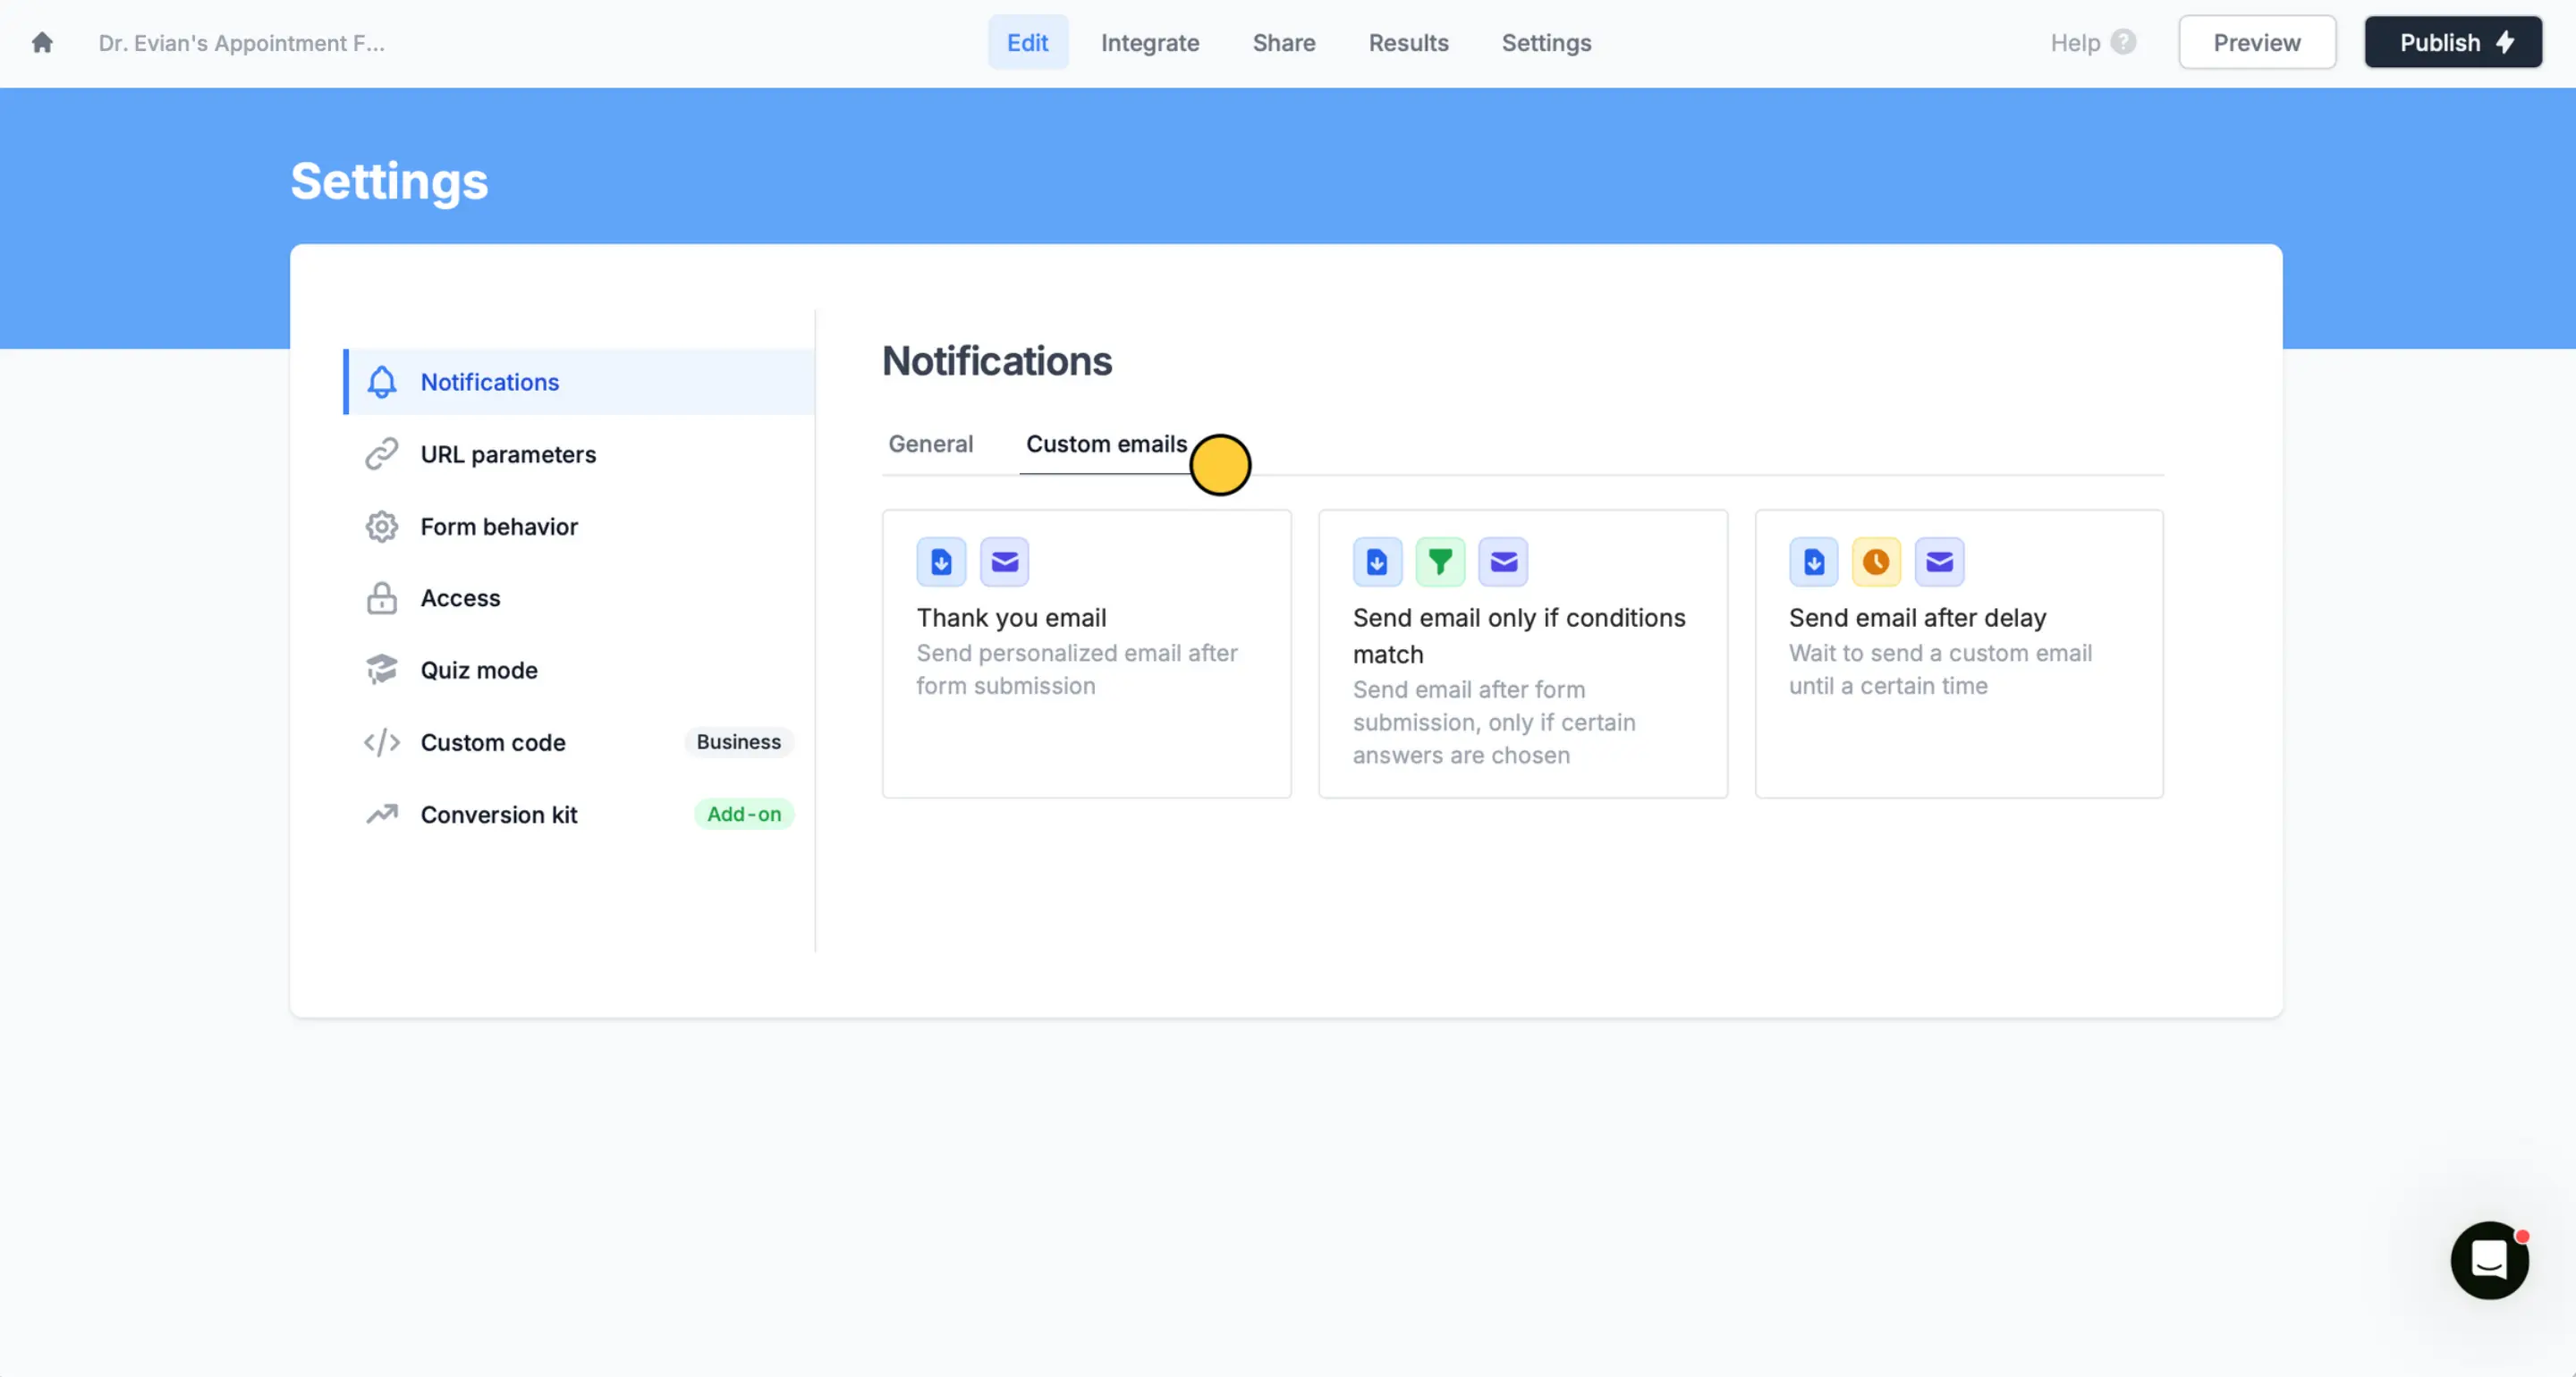 Dr. Evian's Appointment F...
Edit
Integrate
Share
Results
Settings
Help ?
Preview
Publish
Settings
Notifications
URL parameters
Form behavior
Access
Quiz mode
Custom code
Business
Conversion kit
Add-on
Notifications
General
Custom emails
Thank you email
Send personalized email after
form submission
Send email only if conditions
match
Send email after form
submission, only if certain
answers are chosen
Send email after delay
Wait to send a custom email
until a certain time